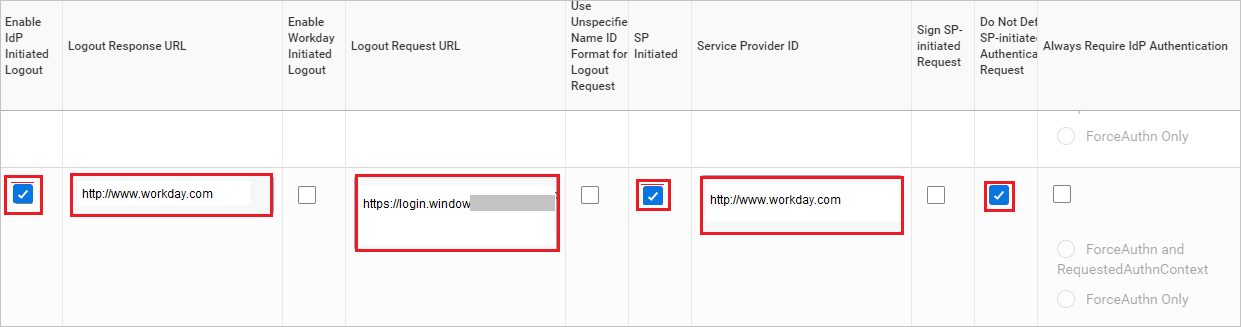 Enable
IdP
Initiated
Logout
Logout Response URL
Enable
Workday
Initiated
Logout
Logout Request URL
Use
Unspecifie
Name ID
Format for
Logout
Request
SP
Initiated
Service Provider ID
Sign SP-
initiated
Request
Do Not Def
SP-initiated
Authentica
Request
Always Require IdP Authentication
ForceAuthn Only
http://www.workday.com
https://login.window
http://www.workday.com
ForceAuthn and
RequestedAuthnContext
ForceAuthn Only